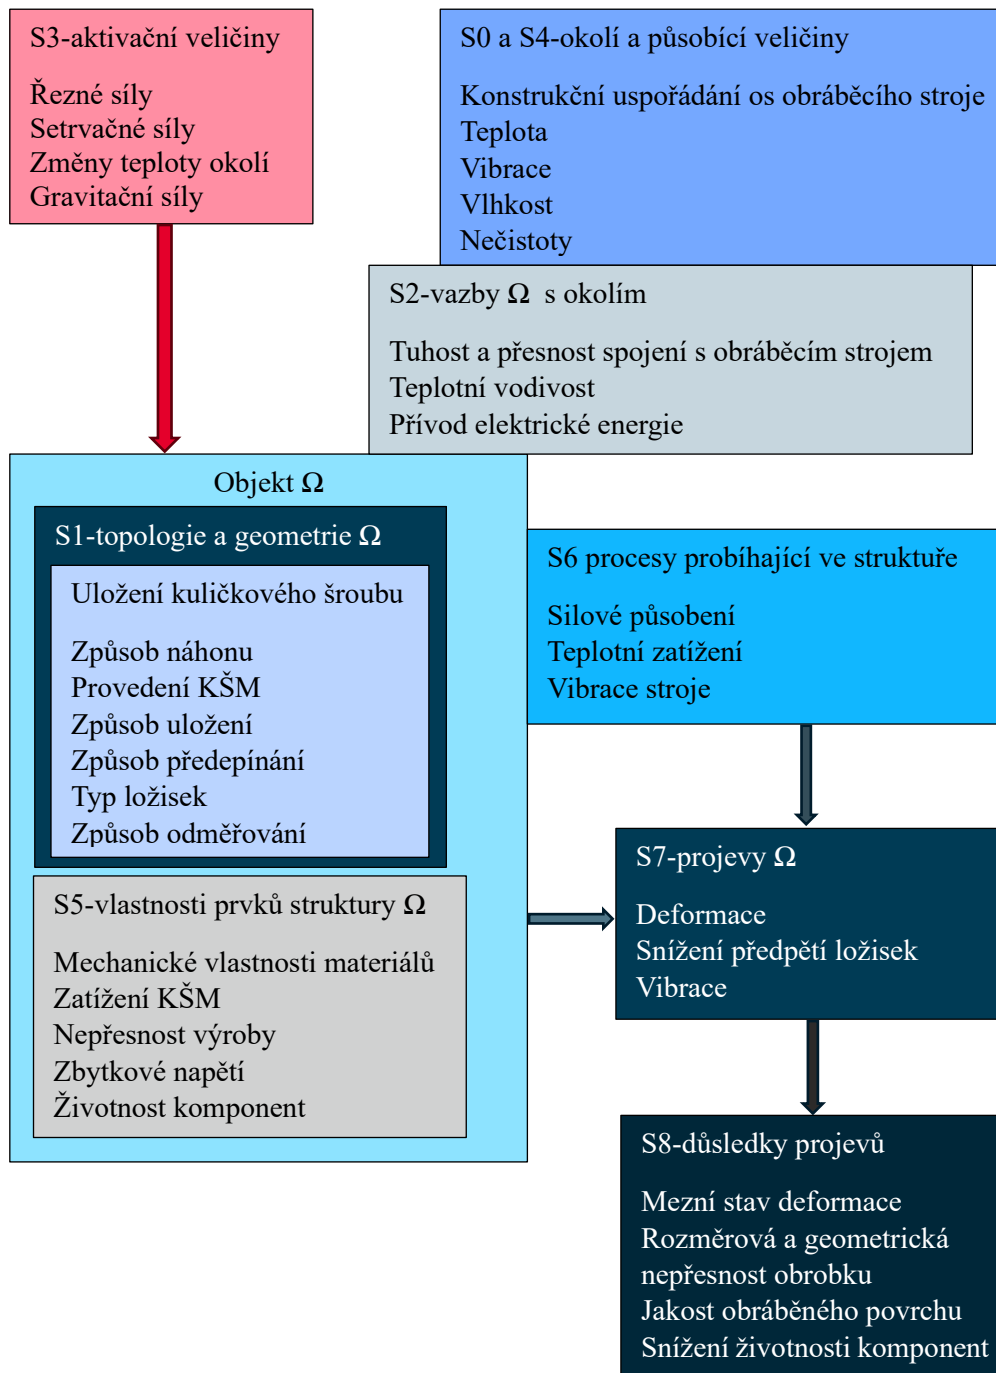 S3-aktivační veličiny
Řezné síly
Setrvačné síly
Změny teploty okolí
Gravitační síly
S0 a S4-okolí a působící veličiny
Konstrukční uspořádání os obráběcího stroje
Teplota
Vibrace
Vlhkost
Nečistoty
S2-vazby Ω s okolím
Tuhost a přesnost spojení s obráběcím strojem
Teplotní vodivost
Přívod elektrické energie
Objekt Ω
S1-topologie a geometrie Ω
Uložení kuličkového šroubu
Způsob náhonu
Provedení KŠM
Způsob uložení
Způsob předepínání
Typ ložisek
Způsob odměřování
S5-vlastnosti prvků struktury Ω
Mechanické vlastnosti materiálů
Zatížení KŠM
Nepřesnost výroby
Zbytkové napětí
Životnost komponent
S6 procesy probíhající ve struktuře
Silové působení
Teplotní zatížení
Vibrace stroje
S7-projevy Ω
Deformace
Snížení předpětí ložisek
Vibrace
S8-důsledky projevů
Mezní stav deformace
Rozměrová a geometrická
nepřesnost obrobku
Jakost obráběného povrchu
Snížení životnosti komponent